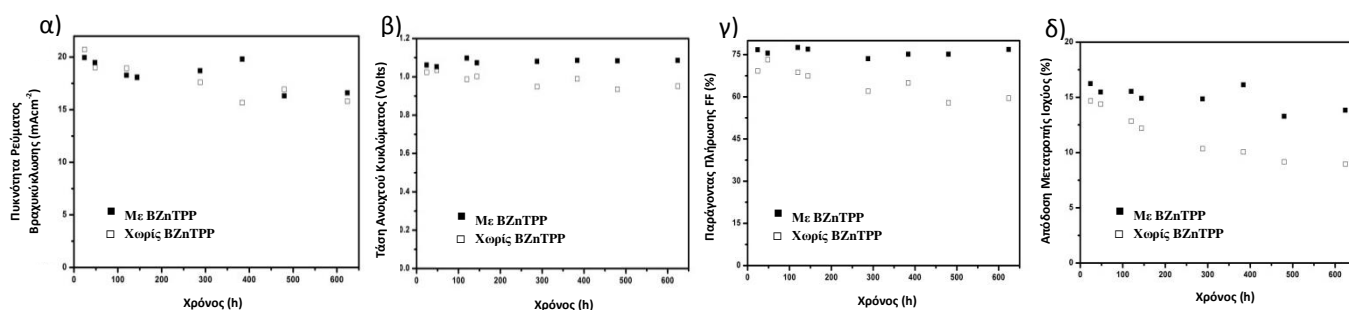 α)
Πυκνότητα Ρεύματος
Βραχυκύκλωσης (mAcm-2)
20
15
10
5
0
■ Με BZnTPP
□ Χωρίς BZnTPP
0 100 200 300 400 500 600
Χρόνος (h)
β)
Τάση Ανοιχτού Κυκλώματος (Volts)
1.2
1.0
0.8
0.6
0.4
0.2
0.0
■ Με BZnTPP
□ Χωρίς BZnTPP
0 100 200 300 400 500 600
Χρόνος (h)
γ)
Παράγοντας Πλήρωσης FF (%)
75
60
45
30
15
0
■ Με BZnTPP
□ Χωρίς BZnTPP
0 100 200 300 400 500 600
Χρόνος (h)
δ)
Απόδοση Μετατροπής Ισχύος (%)
20
15
10
5
0
■ Με BZnTPP
□ Χωρίς BZnTPP
0 100 200 300 400 500 600
Χρόνος (h)